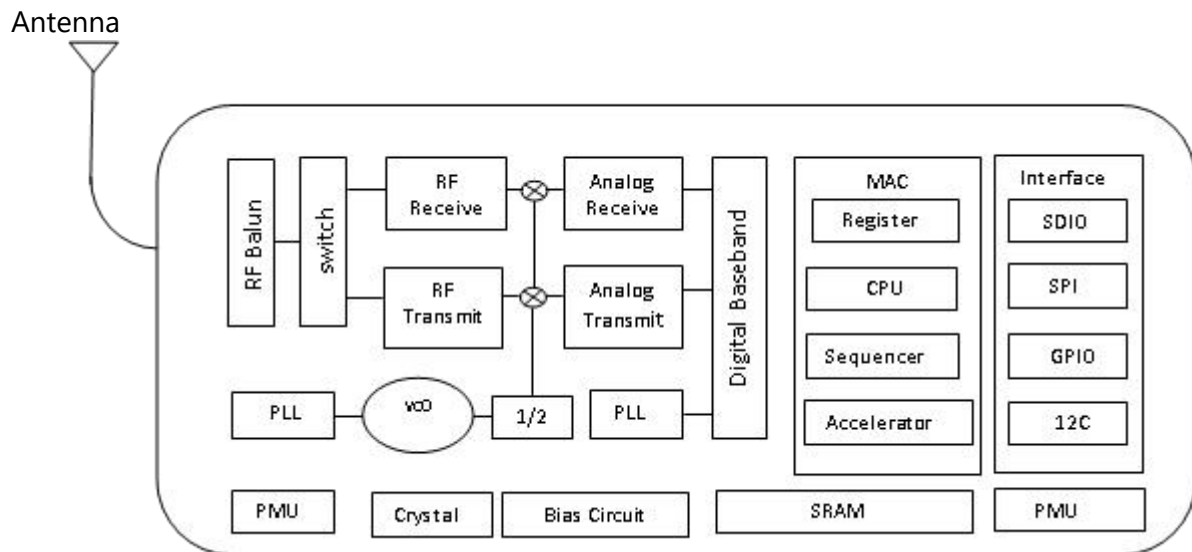 Antenna
RF Balun
switch
RF
Receive
Analog
Receive
RF
Transmit
Analog
Transmit
Digital Baseband
PLL
vcO
1/2
PLL
MAC
Register
CPU
Sequencer
Accelerator
Interface
SDIO
SPI
GPIO
12C
PMU
Crystal
Bias Circuit
SRAM
PMU